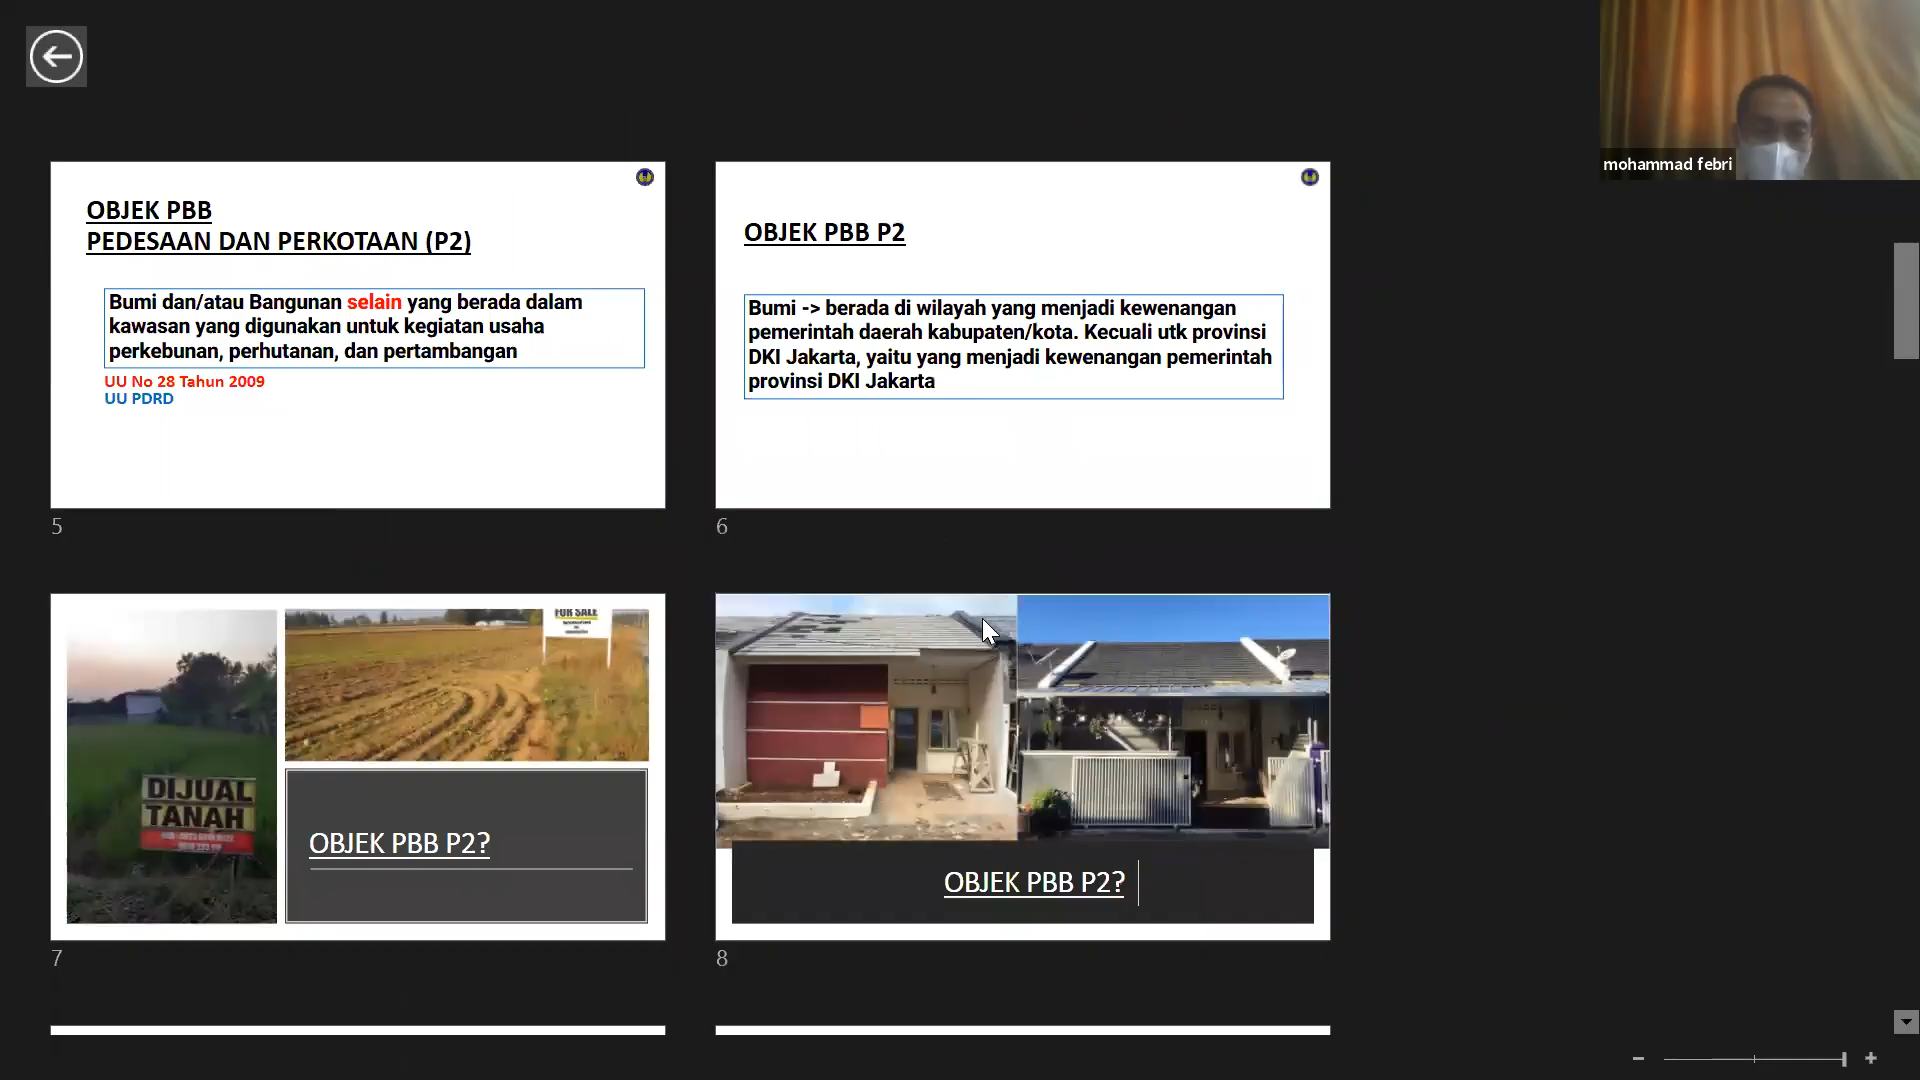 mohammad febri
OBJEK PBB
PEDESAAN DAN PERKOTAAN (P2)
Bumi dan/atau Bangunan selain yang berada dalam
kawasan yang digunakan untuk kegiatan usaha
perkebunan, perhutanan, dan pertambangan
UU No 28 Tahun 2009
UU PDRD
5
OBJEK PBB P2
Bumi -> berada di wilayah yang menjadi kewenangan
pemerintah daerah kabupaten/kota. Kecuali utk provinsi
DKI Jakarta, yaitu yang menjadi kewenangan pemerintah
provinsi DKI Jakarta
6
FOR SALE
DIJUAL
TANAH
OBJEK PBB P2?
7
OBJEK PBB P2?
8